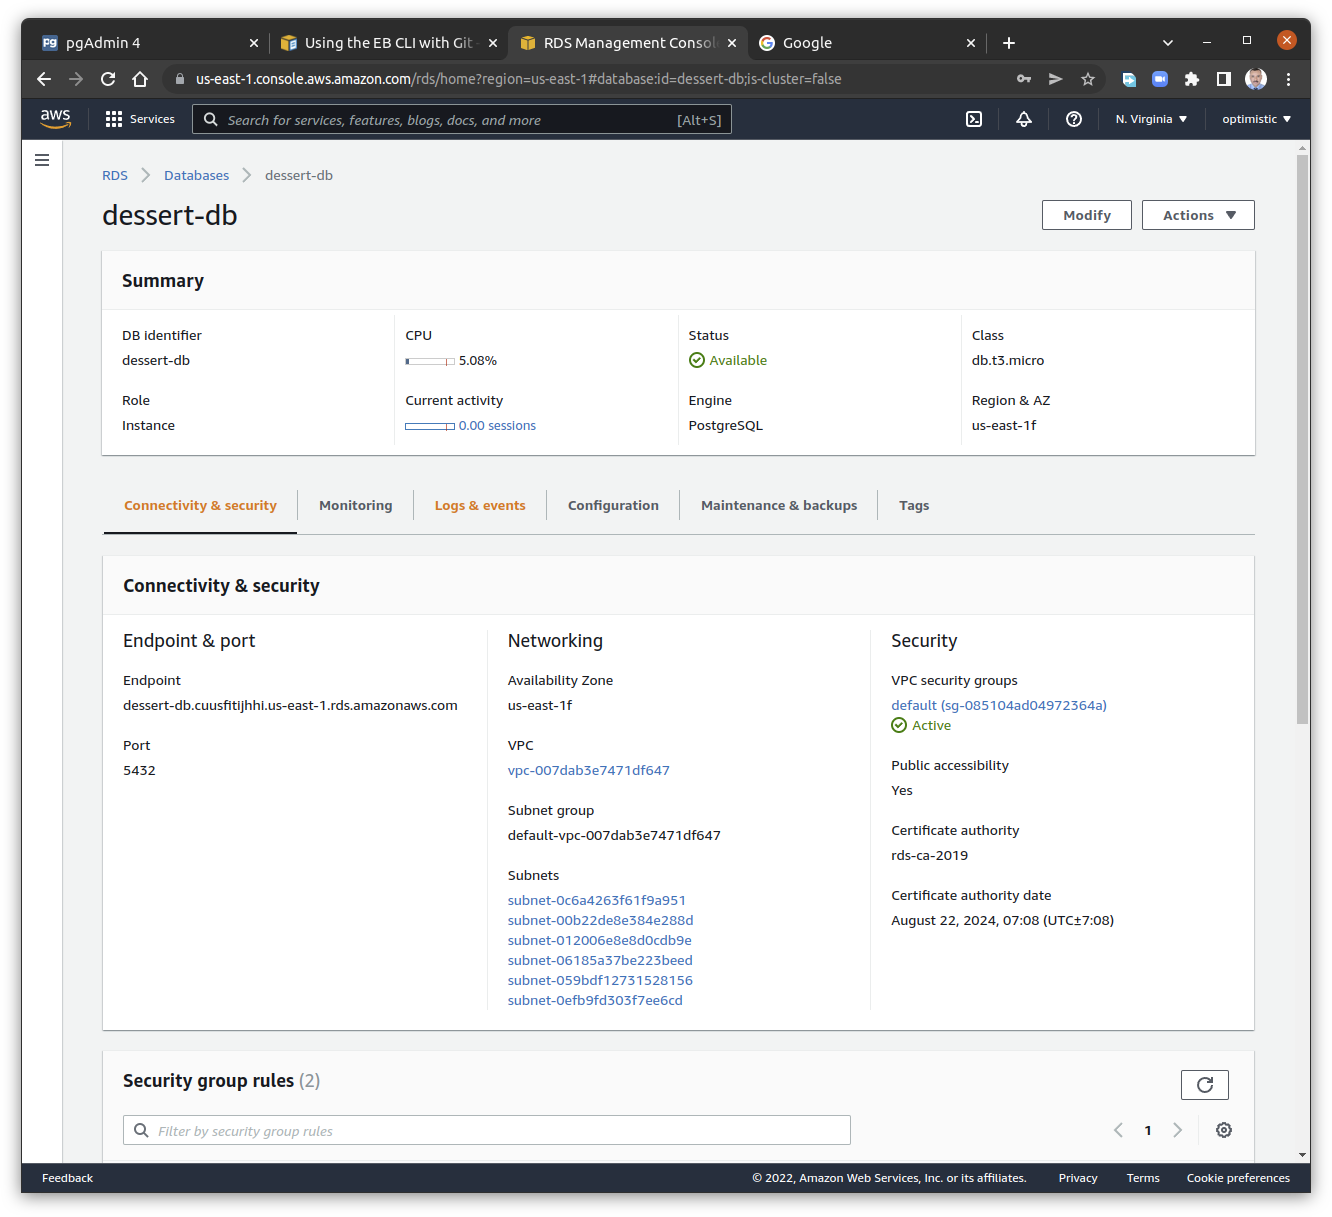 pgAdmin 4
Using the EB CLI with Git -
RDS Management Consol
Google
us-east-1.console.aws.amazon.com/rds/home?region=us-east-1#database:id=dessert-db;is-cluster=false
aws
Services
Search for services, features, blogs, docs, and more
[Alt+S]
N. Virginia
optimistic
RDS
Databases
dessert-db
dessert-db
Modify
Actions
Summary
DB identifier
dessert-db
CPU
5.08%
Status
Available
Class
db.t3.micro
Role
Instance
Current activity
0.00 sessions
Engine
PostgreSQL
Region & AZ
us-east-1f
Connectivity & security
Monitoring
Logs & events
Configuration
Maintenance & backups
Tags
Connectivity & security
Endpoint & port
Endpoint
dessert-db.cuusfitijhhi.us-east-1.rds.amazonaws.com
Port
5432
Networking
Availability Zone
us-east-1f
VPC
vpc-007dab3e7471df647
Subnet group
default-vpc-007dab3e7471df647
Subnets
subnet-0c6a4263f61f9a951
subnet-00b22de8e384e288d
subnet-012006e8e8d0cdb9e
subnet-06185a37be223beed
subnet-059bdf12731528156
subnet-0efb9fd303f7ee6cd
Security
VPC security groups
default (sg-085104ad04972364a)
Active
Public accessibility
Yes
Certificate authority
rds-ca-2019
Certificate authority date
August 22, 2024, 07:08 (UTC±7:08)
Security group rules (2)
Filter by security group rules
1
Feedback
© 2022, Amazon Web Services, Inc. or its affiliates.
Privacy
Terms
Cookie preferences